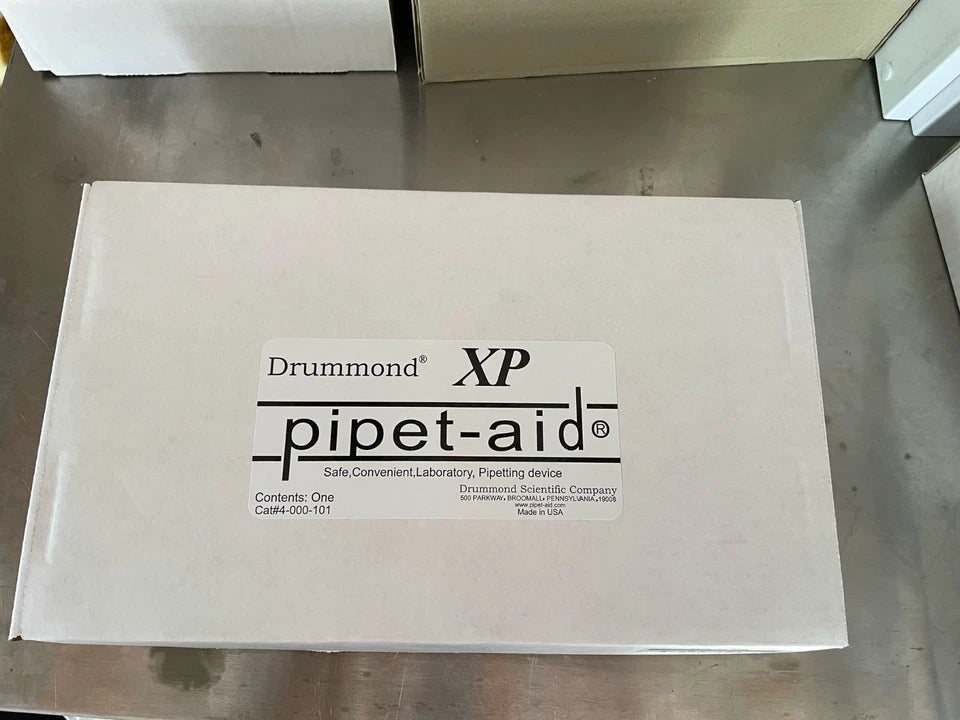 Drummond® XP
pipet-aid®
Safe,Convenient,Laboratory, Pipetting device
Drummond Scientific Company
500 PARKWAY, BROOMALL, PENNSYLVANIA, 19008
www.pipet-aid.com
Made in USA
Contents: One
Cat#4-000-101